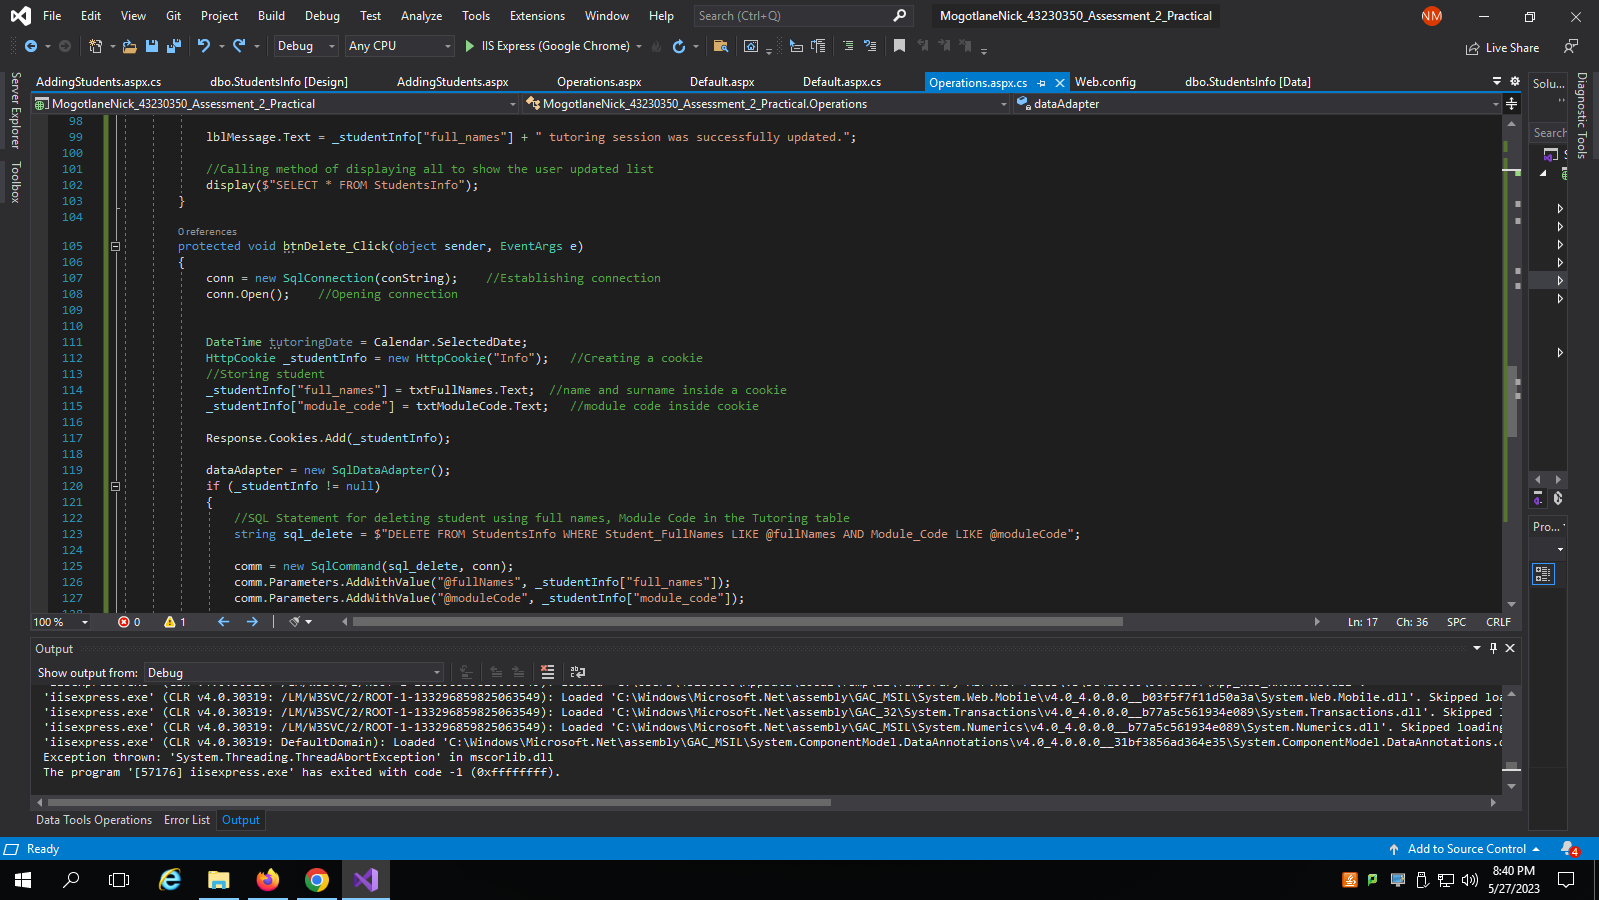 File Edit View Git Project Build Debug Test Analyze Tools Extensions Window Help Search (Ctrl+Q) MogotlaneNick_43230350_Assessment_2_Practical NM
Debug Any CPU IIS Express (Google Chrome) Live Share
AddingStudents.aspx.cs dbo.StudentsInfo [Design] AddingStudents.aspx Operations.aspx Default.aspx Default.aspx.cs Operations.aspx.cs Web.config dbo.StudentsInfo [Data] Solu...
MogotlaneNick_43230350_Assessment_2_Practical MogotlaneNick_43230350_Assessment_2_Practical.Operations dataAdapter
Server Explorer
Toolbox
Diagnostic Tools
Search
98
99 lblMessage.Text = _studentInfo["full_names"] + " tutoring session was successfully updated.";
100
101 //Calling method of displaying all to show the user updated list
102 display($"SELECT * FROM StudentsInfo");
103 }
104
0 references
105 protected void btnDelete_Click(object sender, EventArgs e)
106 {
107 conn = new SqlConnection(conString); //Establishing connection
108 conn.Open(); //Opening connection
109
110
111 DateTime tutoringDate = Calendar.SelectedDate;
112 HttpCookie _studentInfo = new HttpCookie("Info"); //Creating a cookie
113 //Storing student
114 _studentInfo["full_names"] = txtFullNames.Text; //name and surname inside a cookie
115 _studentInfo["module_code"] = txtModuleCode.Text; //module code inside cookie
116
117 Response.Cookies.Add(_studentInfo);
118
119 dataAdapter = new SqlDataAdapter();
120 if (_studentInfo != null)
121 {
122 //SQL Statement for deleting student using full names, Module Code in the Tutoring table
123 string sql_delete = $"DELETE FROM StudentsInfo WHERE Student_FullNames LIKE @fullNames AND Module_Code LIKE @moduleCode";
124
125 comm = new SqlCommand(sql_delete, conn);
126 comm.Parameters.AddWithValue("@fullNames", _studentInfo["full_names"]);
127 comm.Parameters.AddWithValue("@moduleCode", _studentInfo["module_code"]);
Pro...
100 % 0 1 Ln: 17 Ch: 36 SPC CRLF
Output
Show output from: Debug
'iisexpress.exe' (CLR v4.0.30319: /LM/W3SVC/2/ROOT-1-133296859825063549): Loaded 'C:\Windows\Microsoft.Net\assembly\GAC_MSIL\System.Web.Mobile\v4.0_4.0.0.0__b03f5f7f11d50a3a\System.Web.Mobile.dll'. Skipped loa
'iisexpress.exe' (CLR v4.0.30319: /LM/W3SVC/2/ROOT-1-133296859825063549): Loaded 'C:\Windows\Microsoft.Net\assembly\GAC_32\System.Transactions\v4.0_4.0.0.0__b77a5c561934e089\System.Transactions.dll'. Skipped l
'iisexpress.exe' (CLR v4.0.30319: /LM/W3SVC/2/ROOT-1-133296859825063549): Loaded 'C:\Windows\Microsoft.Net\assembly\GAC_MSIL\System.Numerics\v4.0_4.0.0.0__b77a5c561934e089\System.Numerics.dll'. Skipped loading
'iisexpress.exe' (CLR v4.0.30319: DefaultDomain): Loaded 'C:\Windows\Microsoft.Net\assembly\GAC_MSIL\System.ComponentModel.DataAnnotations\v4.0_4.0.0.0__31bf3856ad364e35\System.ComponentModel.DataAnnotations.d
Exception thrown: 'System.Threading.ThreadAbortException' in mscorlib.dll
The program '[57176] iisexpress.exe' has exited with code -1 (0xffffffff).
Data Tools Operations Error List Output
Ready Add to Source Control 4
8:40 PM
5/27/2023